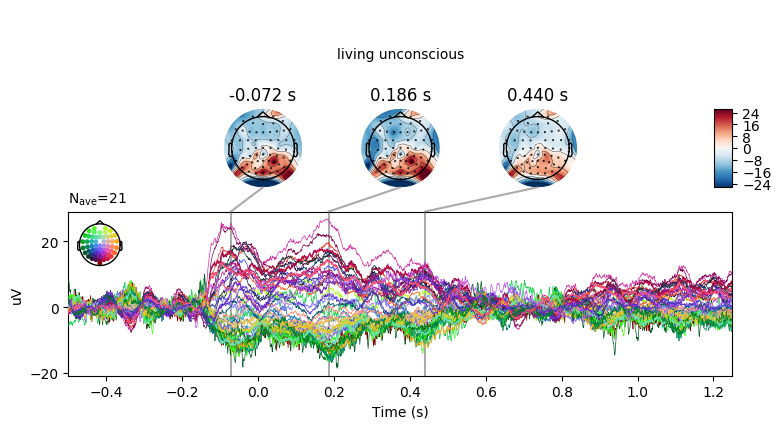 living unconscious
-0.072 s 0.186 s 0.440 s
24
16
8
0
−8
−16
−24
Nave=21
20
0
−20
uV
−0.4 −0.2 0.0 0.2 0.4 0.6 0.8 1.0 1.2
Time (s)